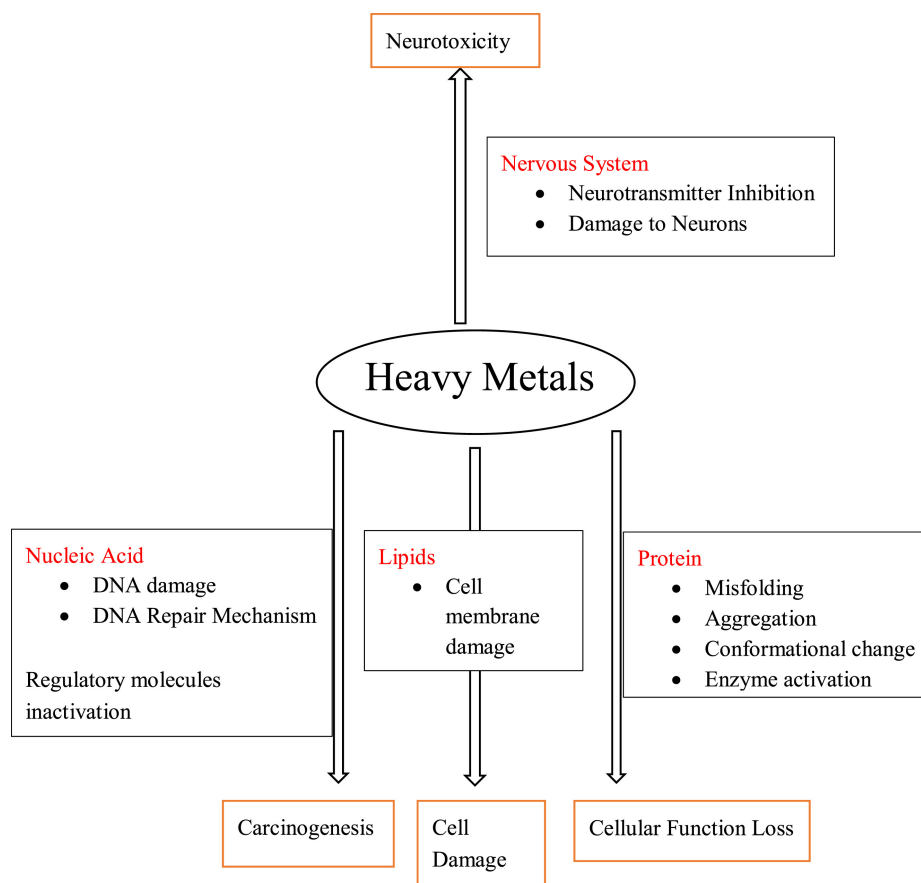 Neurotoxicity
Nervous System
• Neurotransmitter Inhibition
• Damage to Neurons
Heavy Metals
Nucleic Acid
• DNA damage
• DNA Repair Mechanism
Regulatory molecules
inactivation
Lipids
• Cell
membrane
damage
Protein
• Misfolding
• Aggregation
• Conformational change
• Enzyme activation
Carcinogenesis
Cell
Damage
Cellular Function Loss